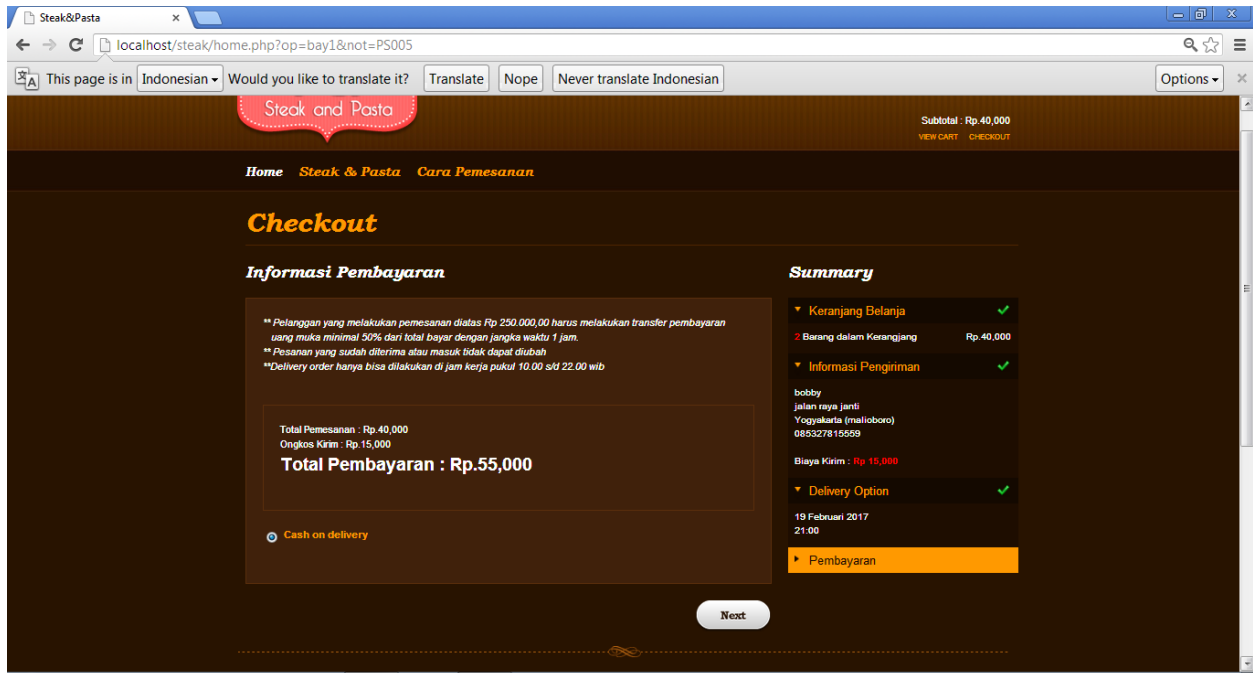 Steak&Pasta
localhost/steak/home.php?op=bay1&not=PS005
This page is in Indonesian Would you like to translate it? Translate Nope Never translate Indonesian Options
Steak and Pasta
Subtotal : Rp.40,000
VIEW CART CHECKOUT
Home Steak & Pasta Cara Pemesanan
Checkout
Informasi Pembayaran
** Pelanggan yang melakukan pemesanan diatas Rp 250.000,00 harus melakukan transfer pembayaran
uang muka minimal 50% dari total bayar dengan jangka waktu 1 jam.
** Pesanan yang sudah diterima atau masuk tidak dapat diubah
**Delivery order hanya bisa dilakukan di jam kerja pukul 10.00 s/d 22.00 wib
Total Pemesanan : Rp.40,000
Ongkos Kirim : Rp.15,000
Total Pembayaran : Rp.55,000
Cash on delivery
Next
Summary
Keranjang Belanja
2 Barang dalam Kerangjang Rp.40,000
Informasi Pengiriman
bobby
jalan raya janti
Yogyakarta (malioboro)
085327815559
Biaya Kirim : Rp 15,000
Delivery Option
19 Februari 2017
21:00
Pembayaran